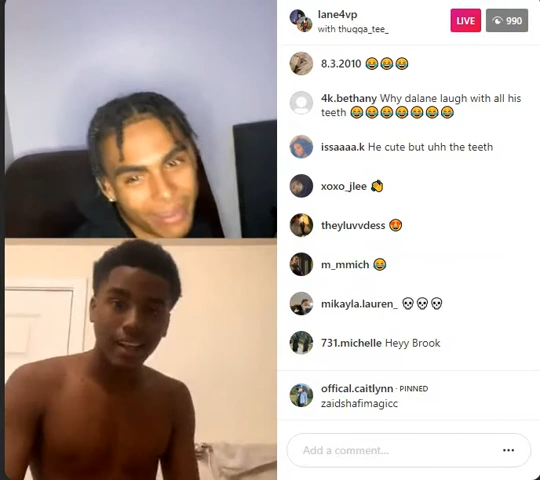 lane4vp
with thuqqa_tee_
LIVE
990
8.3.2010 😂😂😂
4k.bethany Why dalane laugh with all his
teeth 😂😂😂😂😂😂😂
issaaaa.k He cute but uhh the teeth
xoxo_jlee 👏
theyluvvdess 😍
m_mmich 😂
mikayla.lauren_ 💀💀💀
731.michelle Heyy Brook
offical.caitlynn · PINNED
zaidshafimagicc
Add a comment...